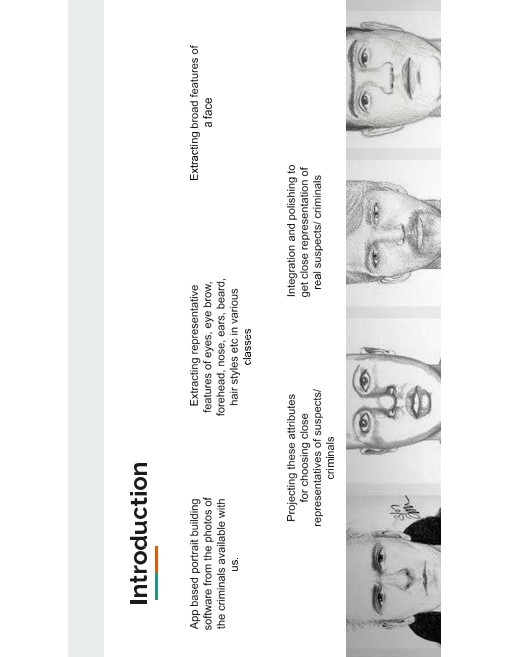 Introduction
App based portrait building
software from the photos of
the criminals available with
us.
Extracting representative
features of eyes, eye brow,
forehead, nose, ears, beard,
hair styles etc in various
classes
Extracting broad features of
a face
Projecting these attributes
for choosing close
representatives of suspects/
criminals
Integration and polishing to
get close representation of
real suspects/ criminals